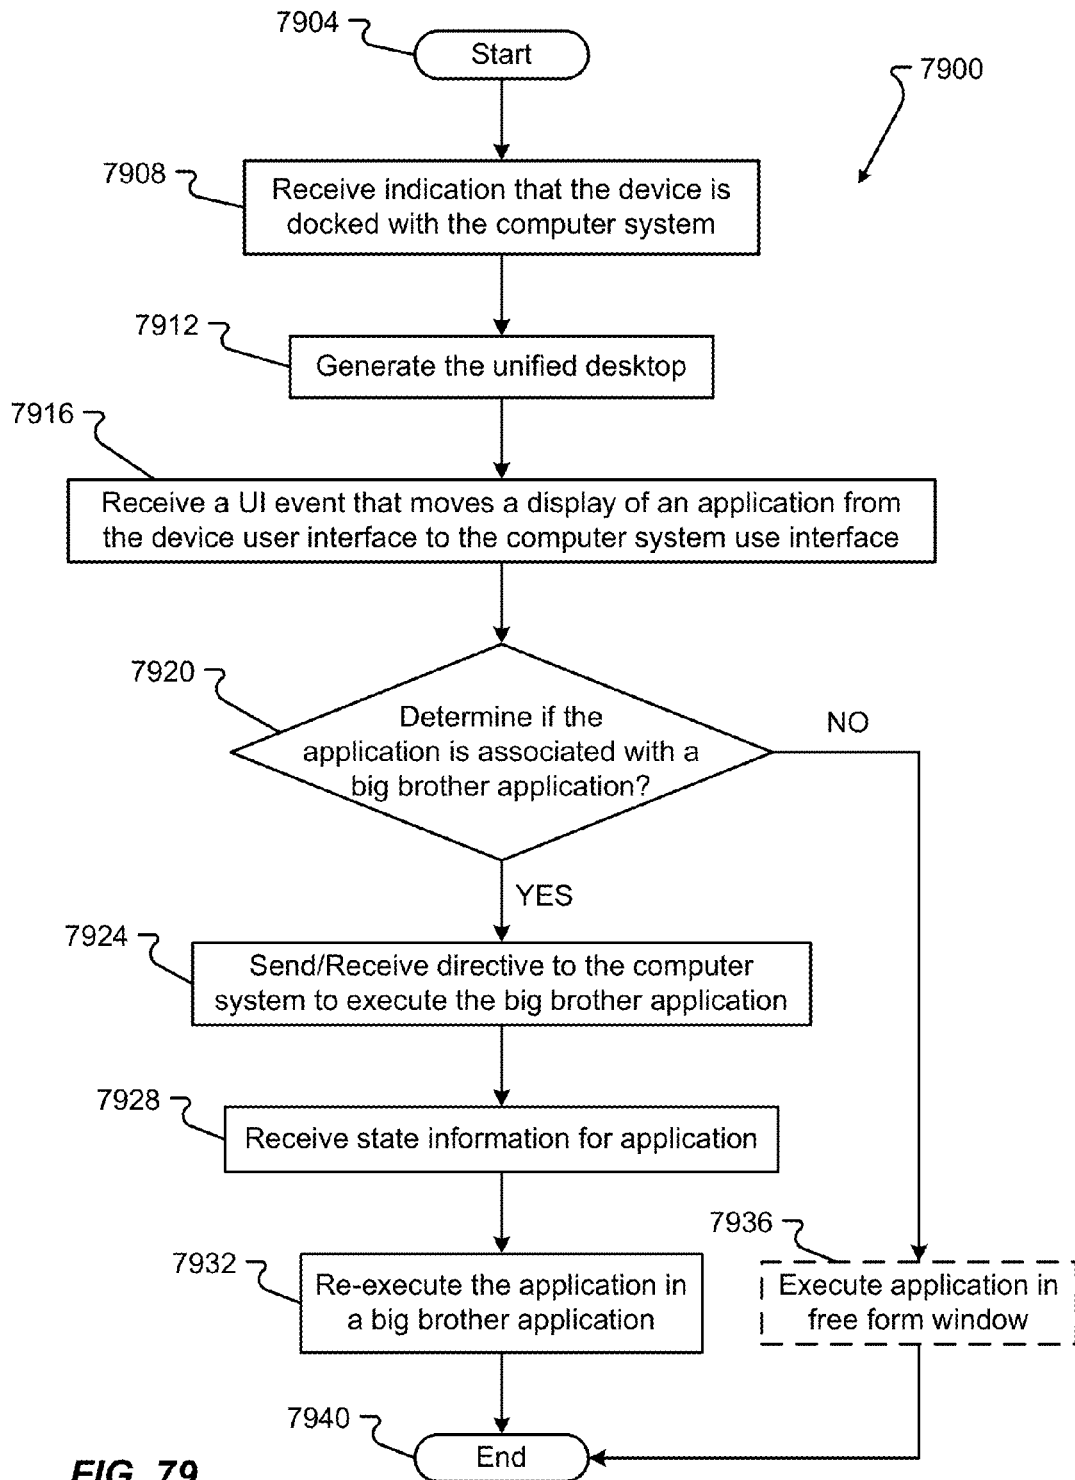 7904
Start
7900
7908
Receive indication that the device is
docked with the computer system
7912
Generate the unified desktop
7916
Receive a UI event that moves a display of an application from
the device user interface to the computer system use interface
7920
Determine if the
application is associated with a
big brother application?
NO
YES
7924
Send/Receive directive to the computer
system to execute the big brother application
7928
Receive state information for application
7936
7932
Re-execute the application in
a big brother application
Execute application in
free form window
7940
End
FIG. 79